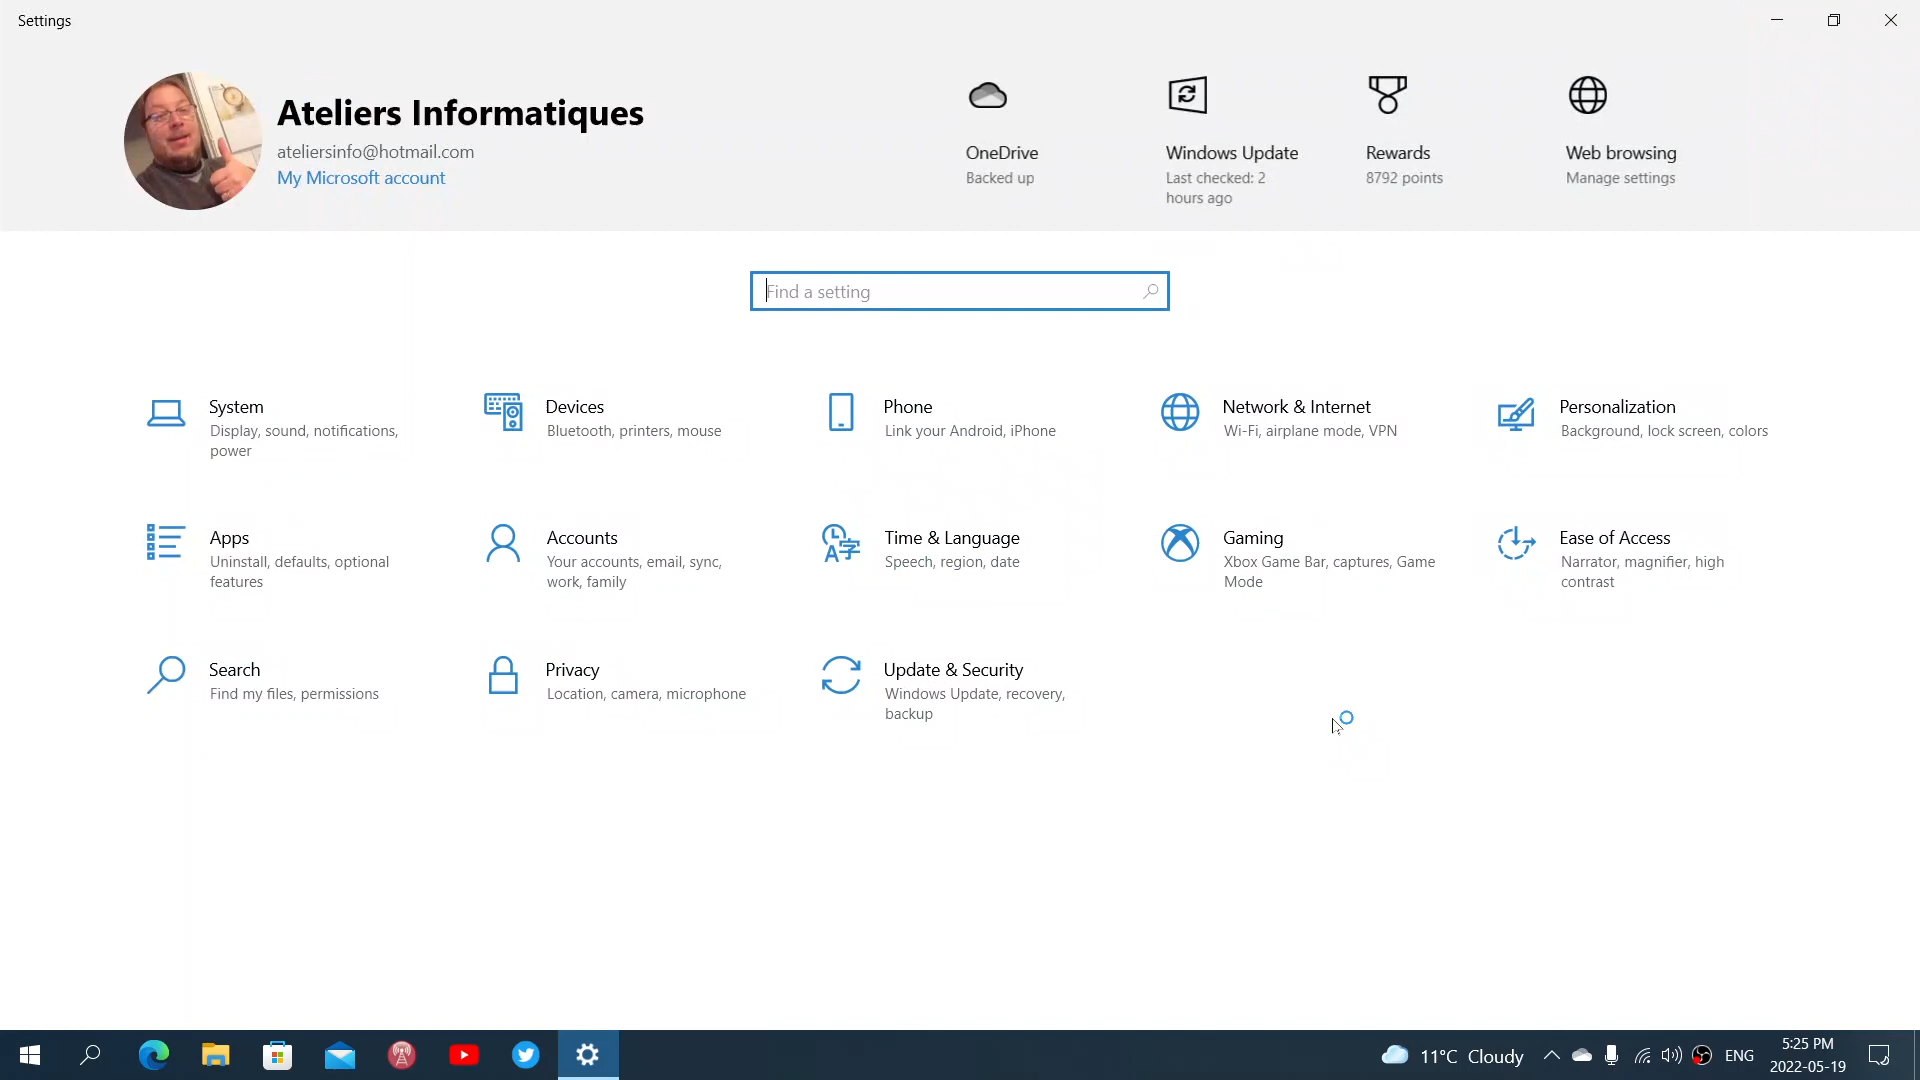 Settings
Ateliers Informatiques
ateliersinfo@hotmail.com
My Microsoft account
OneDrive
Backed up
Windows Update
Last checked: 2
hours ago
Rewards
8792 points
Web browsing
Manage settings
Find a setting
System
Display, sound, notifications,
power
Devices
Bluetooth, printers, mouse
Phone
Link your Android, iPhone
Network & Internet
Wi-Fi, airplane mode, VPN
Personalization
Background, lock screen, colors
Apps
Uninstall, defaults, optional
features
Accounts
Your accounts, email, sync,
work, family
Time & Language
Speech, region, date
Gaming
Xbox Game Bar, captures, Game
Mode
Ease of Access
Narrator, magnifier, high
contrast
Search
Find my files, permissions
Privacy
Location, camera, microphone
Update & Security
Windows Update, recovery,
backup
11°C Cloudy
ENG
5:25 PM
2022-05-19